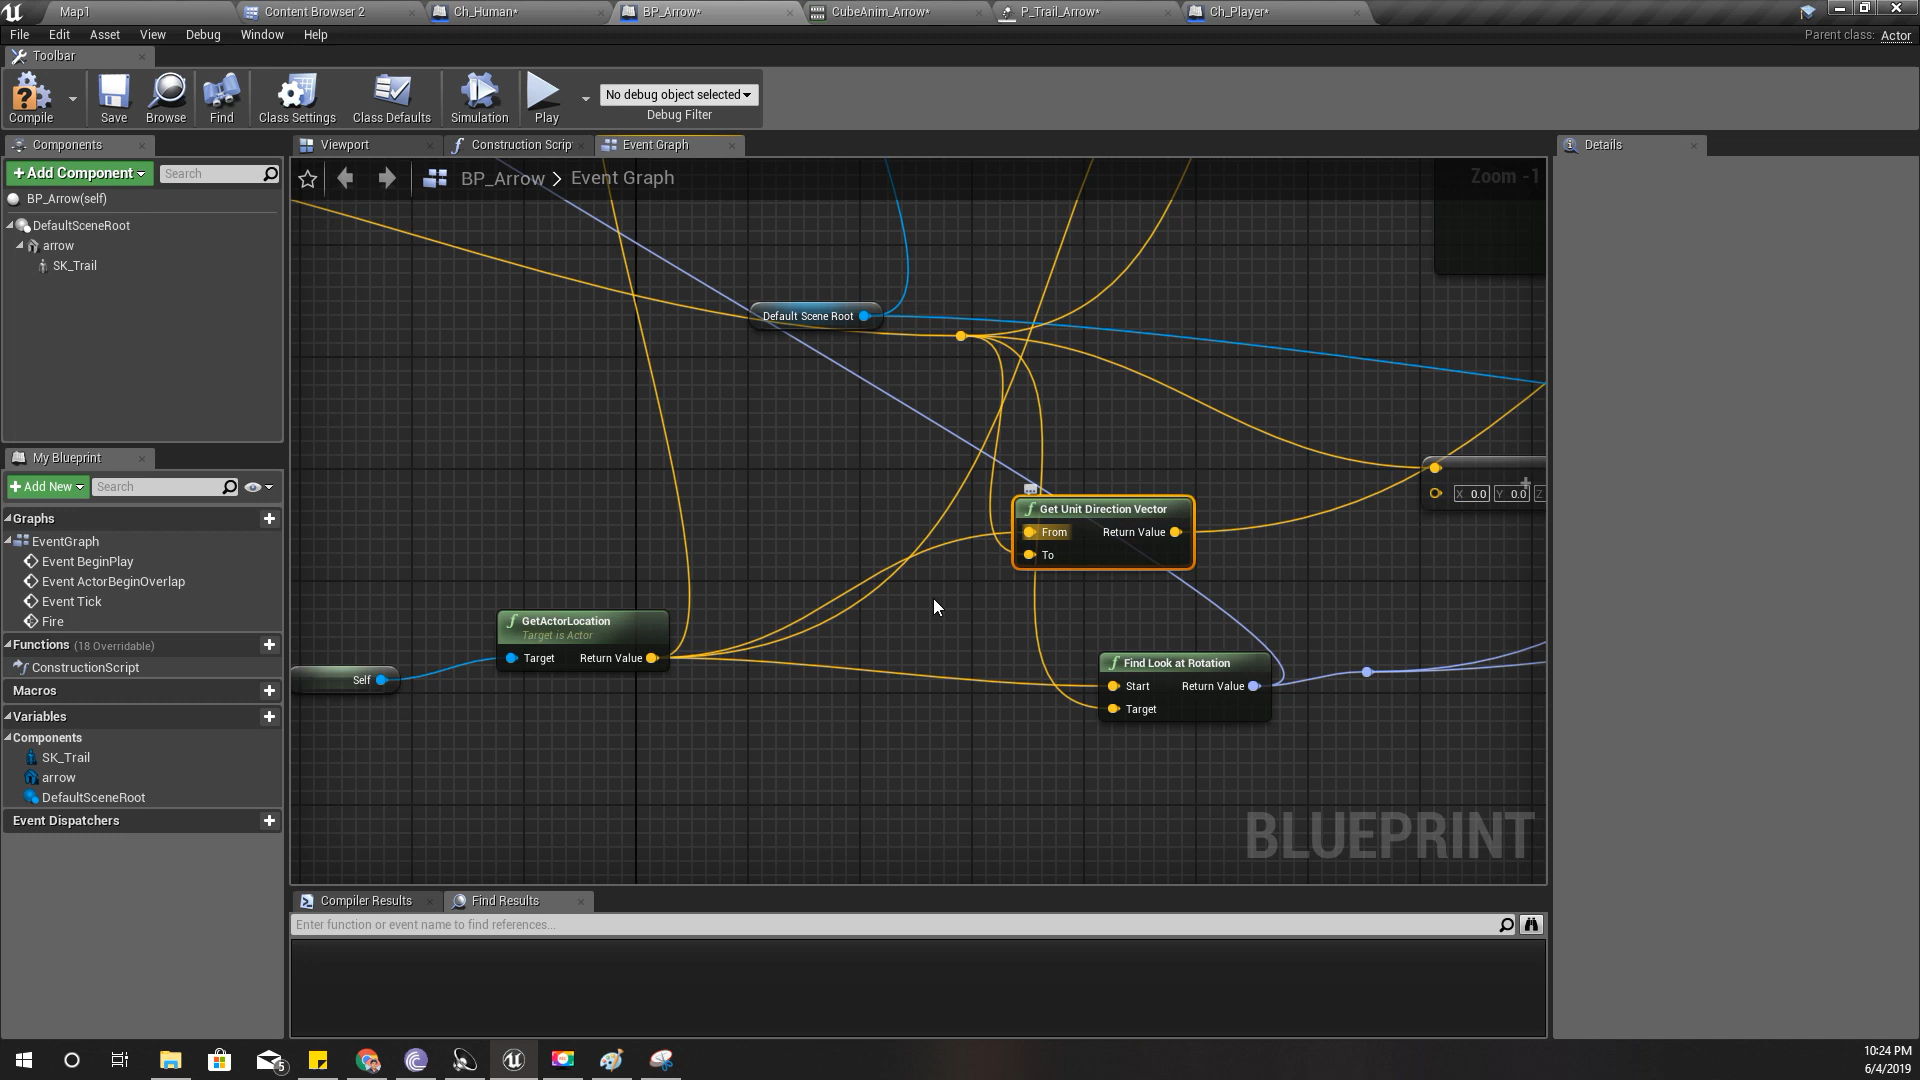 Map1
Content Browser 2
Ch_Human*
BP_Arrow*
CubeAnim_Arrow*
P_Trail_Arrow*
Ch_Player*
File Edit Asset View Debug Window Help
Parent class: Actor
Toolbar
Compile
Save
Browse
Find
Class Settings
Class Defaults
Simulation
Play
No debug object selected
Debug Filter
Components
+Add Component
Search
BP_Arrow(self)
DefaultSceneRoot
arrow
SK_Trail
My Blueprint
+Add New
Search
Graphs
EventGraph
Event BeginPlay
Event ActorBeginOverlap
Event Tick
Fire
Functions (18 Overridable)
ConstructionScript
Macros
Variables
Components
SK_Trail
arrow
DefaultSceneRoot
Event Dispatchers
Viewport
Construction Scrip
Event Graph
BP_Arrow > Event Graph
Zoom -1
Default Scene Root
X 0.0 Y 0.0 Z
Get Unit Direction Vector
From Return Value
To
GetActorLocation
Target is Actor
Target Return Value
Self
Find Look at Rotation
Start Return Value
Target
BLUEPRINT
Compiler Results
Find Results
Enter function or event name to find references...
Details
5
10:24 PM
6/4/2019